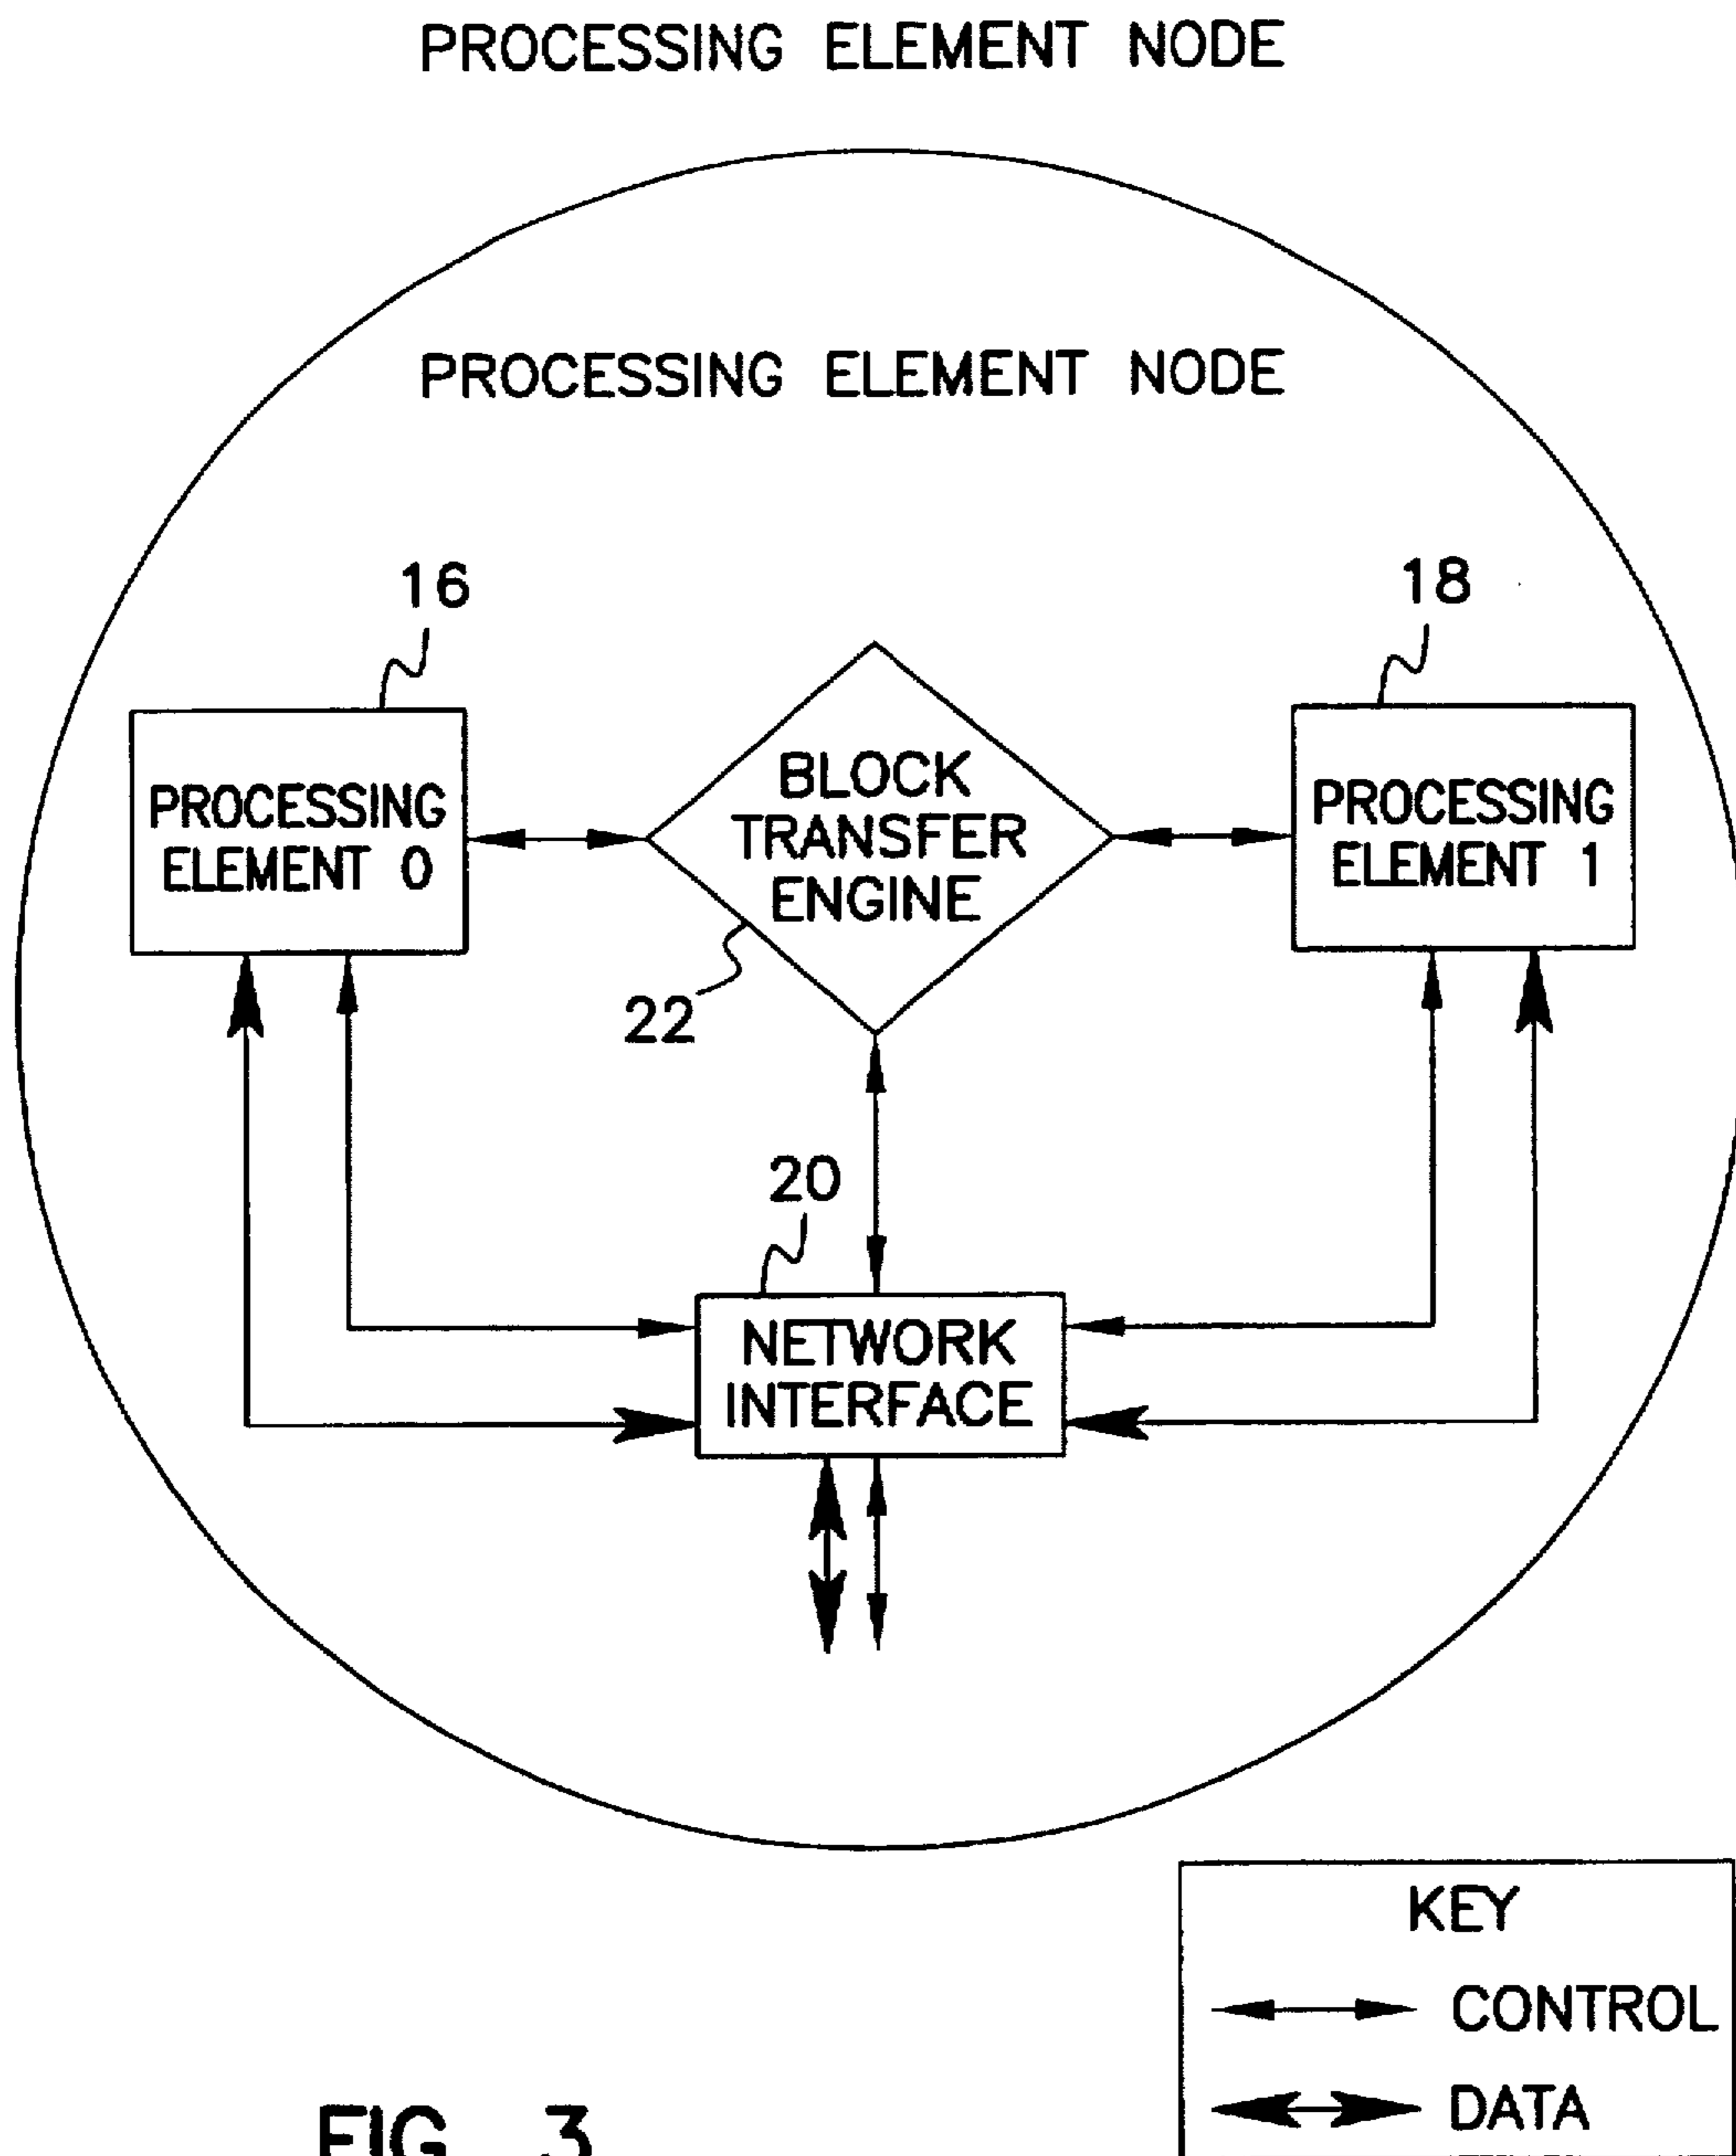 PROCESSING ELEMENT NODE
PROCESSING ELEMENT NODE
16
18
PROCESSING
ELEMENT 0
BLOCK
TRANSFER
ENGINE
PROCESSING
ELEMENT 1
22
20
NETWORK
INTERFACE
KEY
CONTROL
DATA
FIG. 3